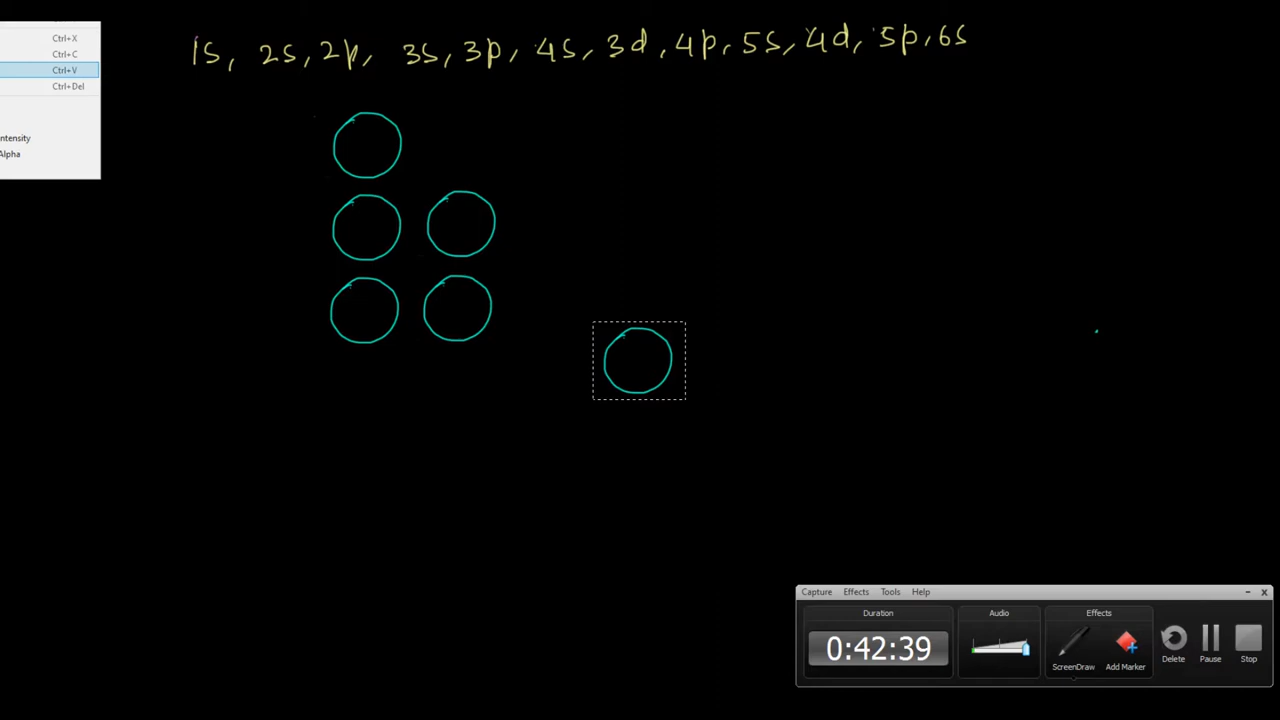 1s, 2s, 2p, 3s, 3p, 4s, 3d, 4p, 5s, 4d, 5p, 6s
Ctrl+X
Ctrl+C
Ctrl+V
Ctrl+Del
ntensity
Alpha
Capture Effects Tools Help
Duration Audio Effects
0:42:39
ScreenDraw Add Marker Delete Pause Stop